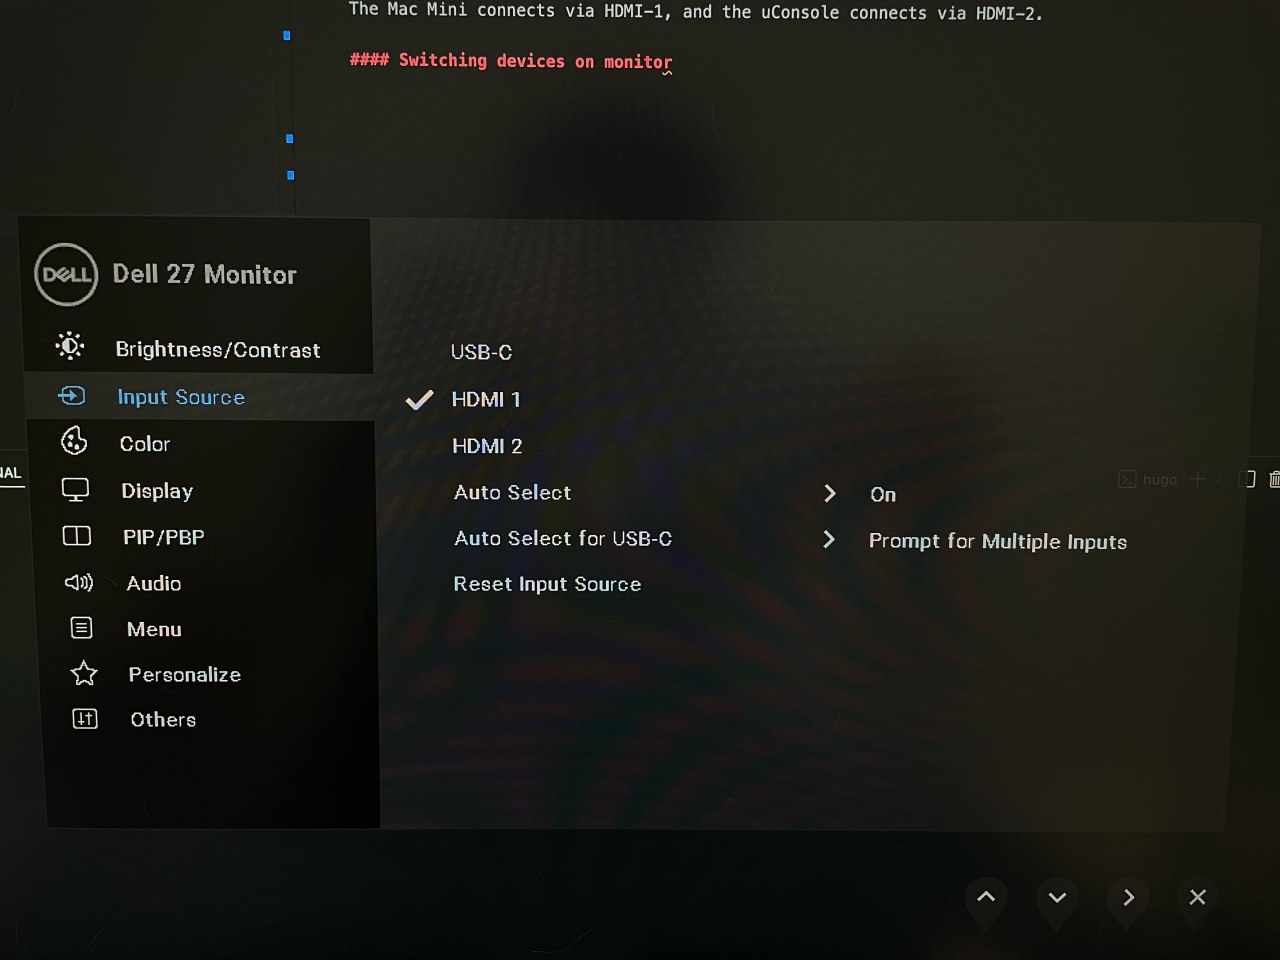 The Mac Mini connects via HDMI-1, and the uConsole connects via HDMI-2.
#### Switching devices on monitor
DELL
Dell 27 Monitor
Brightness/Contrast
Input Source
Color
Display
PIP/PBP
Audio
Menu
Personalize
Others
USB-C
HDMI 1
HDMI 2
Auto Select
On
Auto Select for USB-C
Prompt for Multiple Inputs
Reset Input Source
NAL
hugo